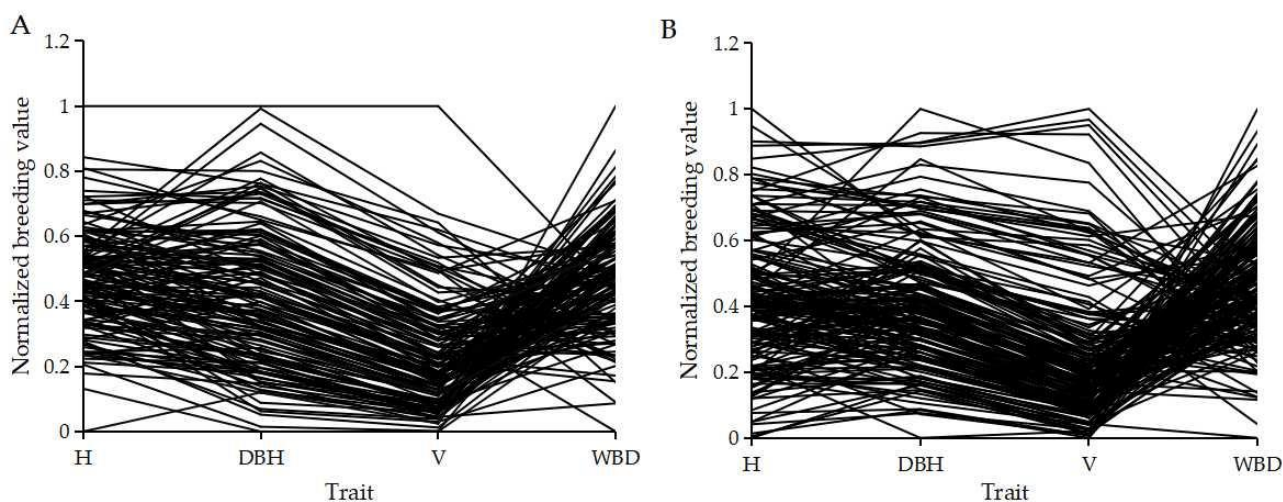 A
1.2
1
0.8
0.6
0.4
0.2
0
Normalized breeding value
H DBH V WBD
Trait
B
1.2
1
0.8
0.6
0.4
0.2
0
Normalized breeding value
H DBH V WBD
Trait